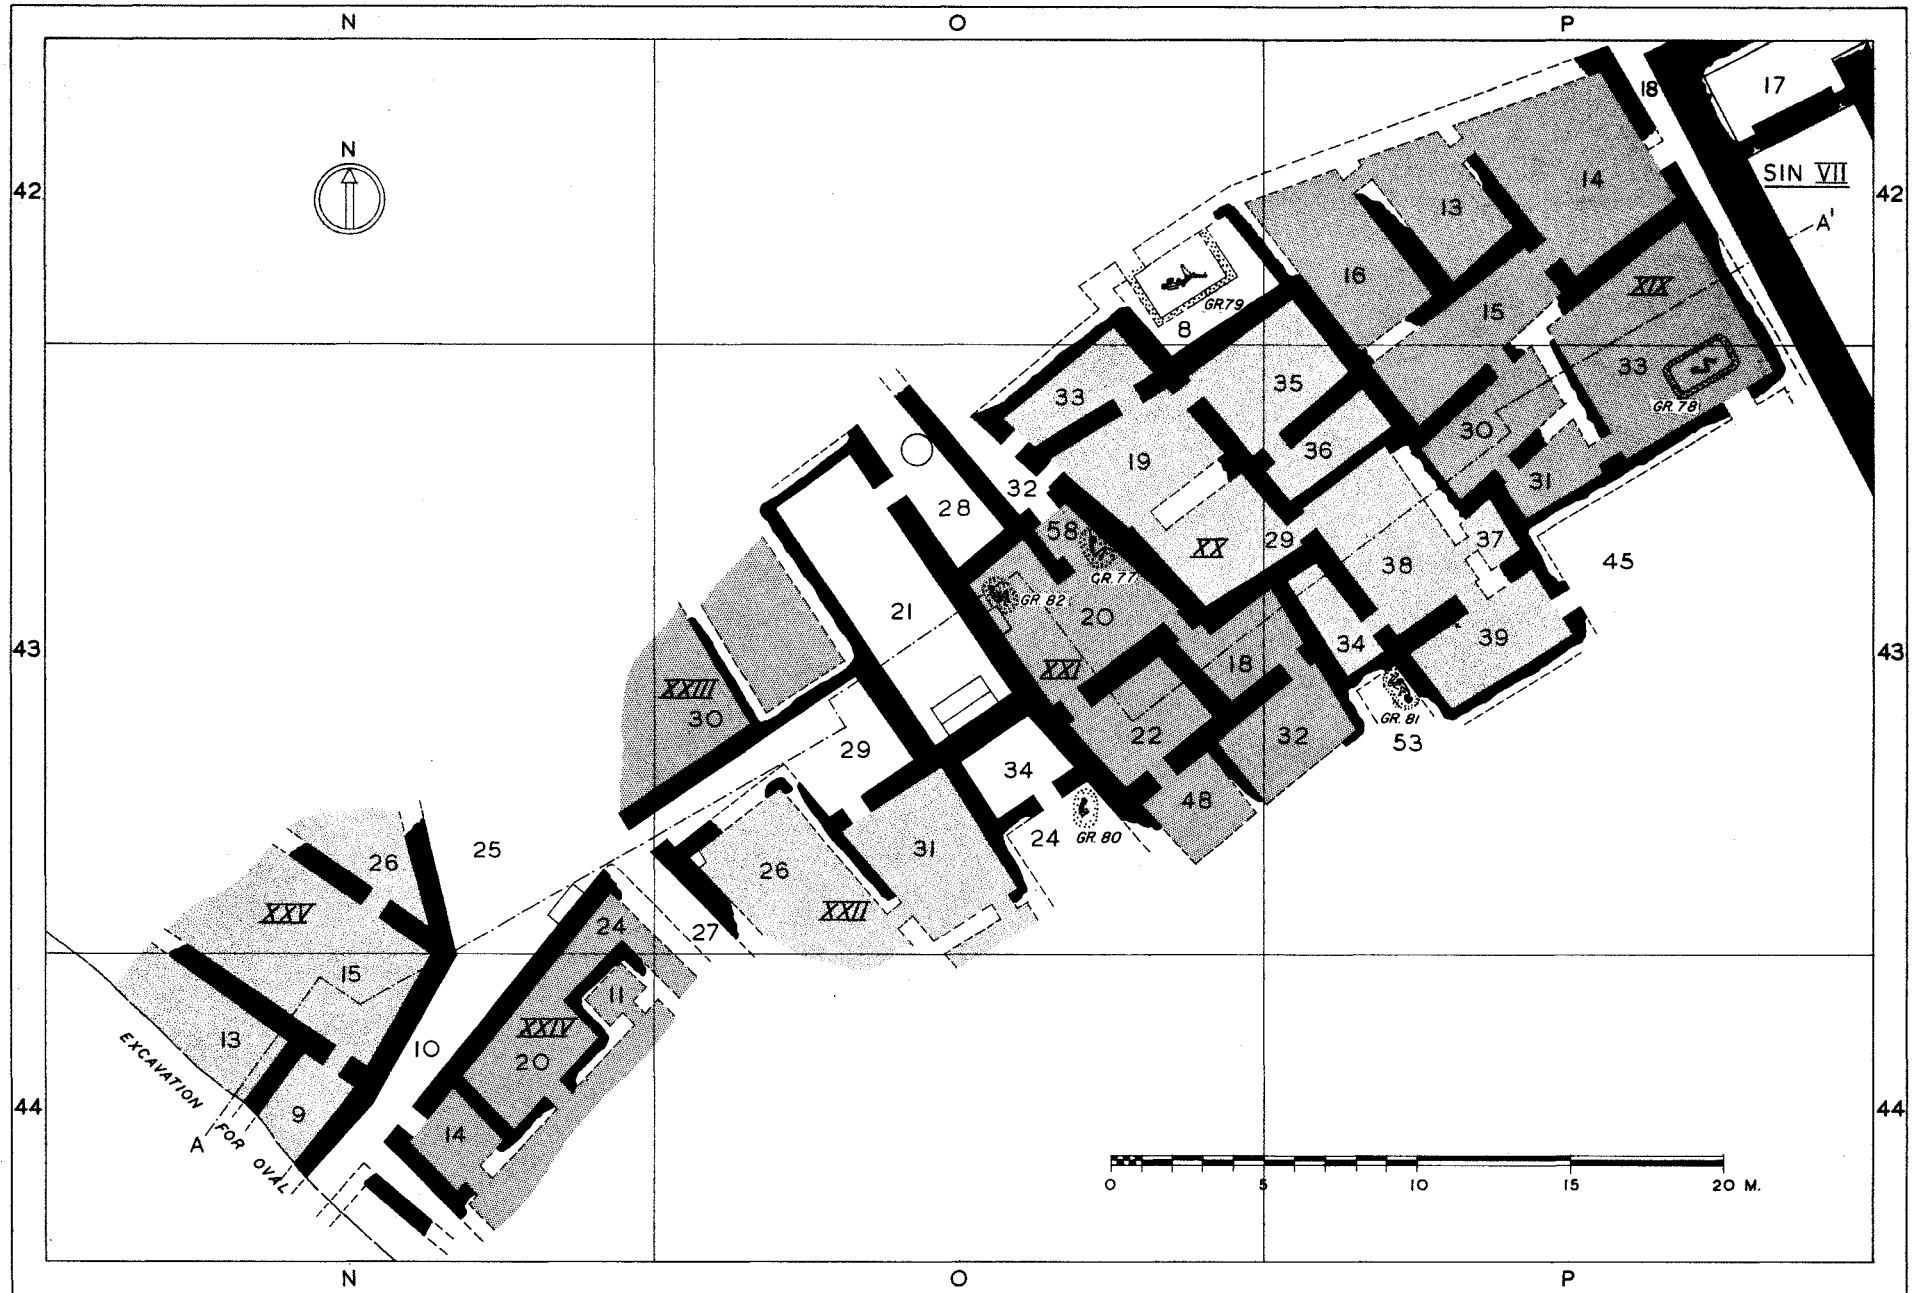 N O P
18 17
42 N SIN VII 42
14
13 A'
16 XIX
GR.79
8 15
33
35
33 GR. 78
30
36
19
31
32
28
58 XX 29 37
GR. 77 38 45
GR. 82
21 20
43 34 39 43
XXI 18
XXIII
30 GR. 81
22 32 53
29
34
48
24 GR. 80
26 25 31
26
XXV XXII
24 27
15
11
13 XXIV
10 20
EXCAVATION FOR OVAL
44 9 44
A 14
0 5 10 15 20 M.
N O P